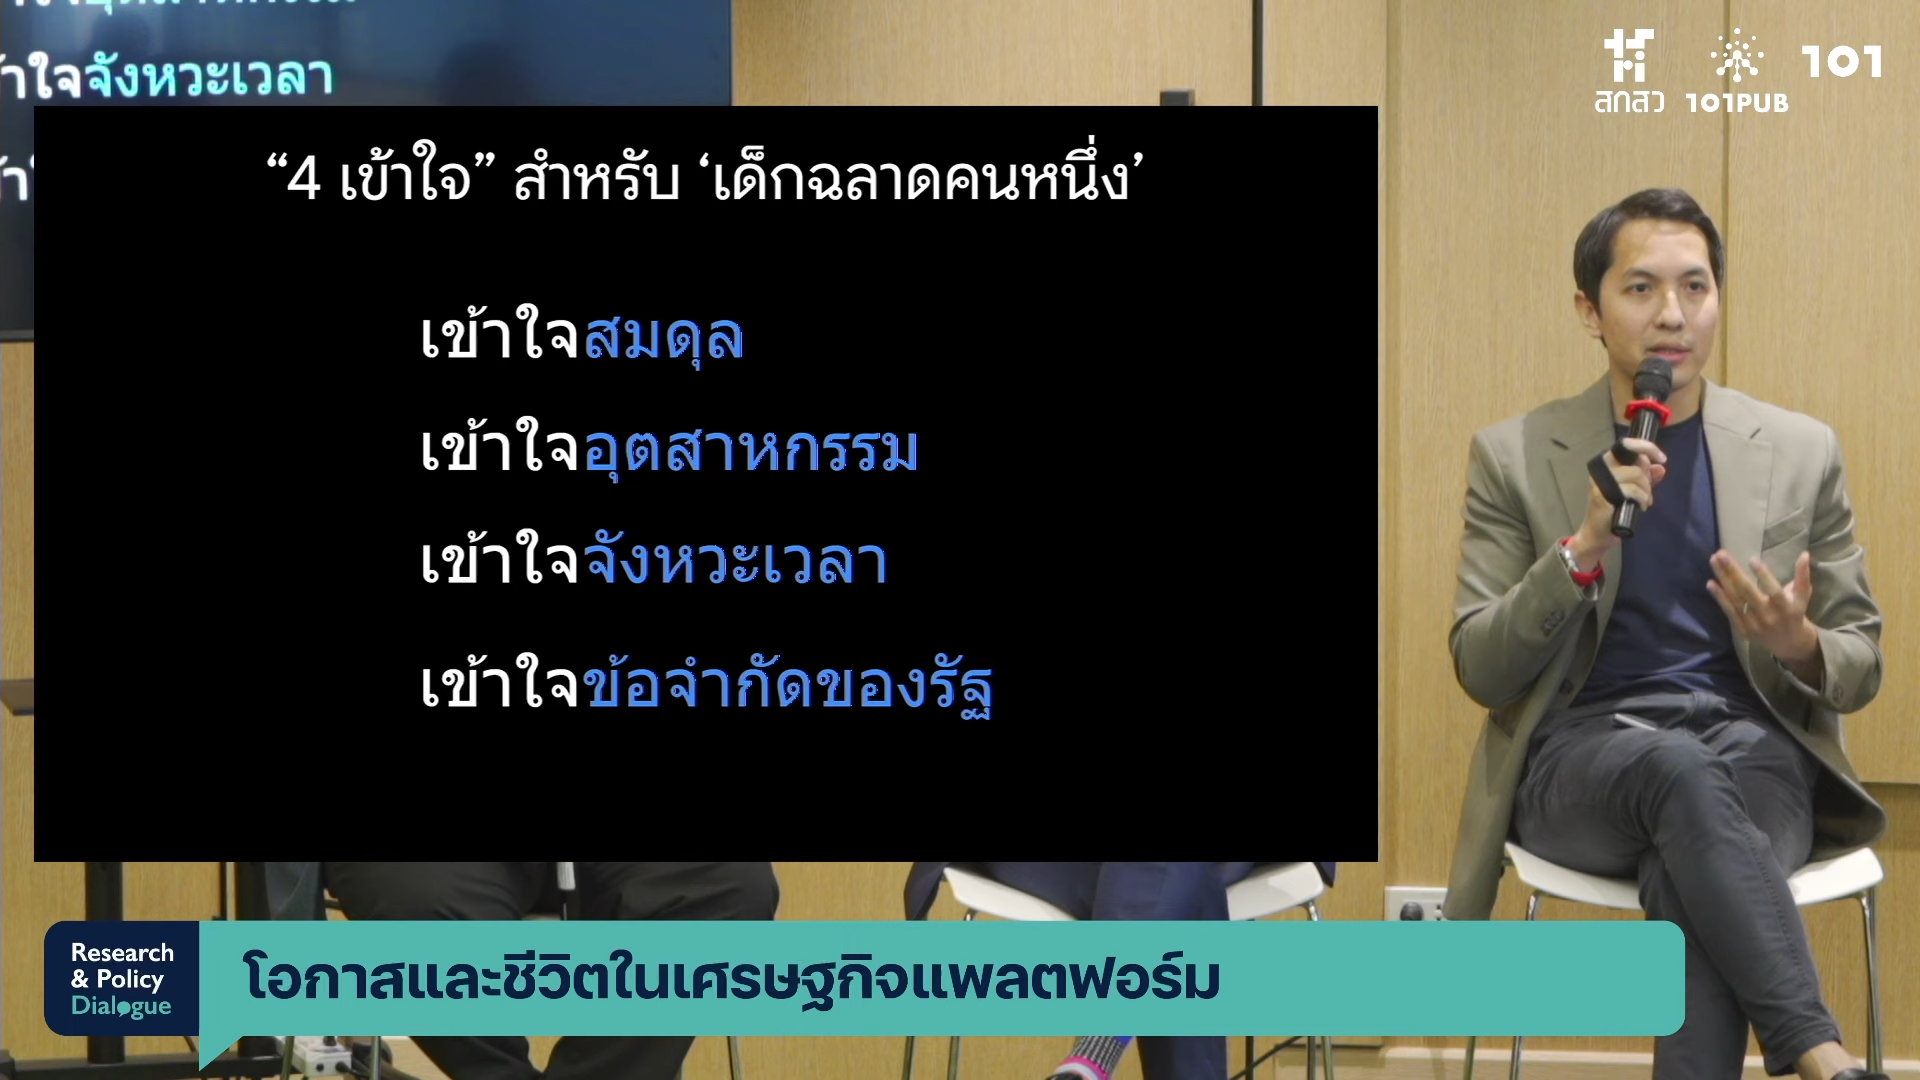 จังหวะเวลา
สกสว
101PUB
101
“4 เข้าใจ” สำหรับ ‘เด็กฉลาดคนหนึ่ง’
เข้าใจสมดุล
เข้าใจอุตสาหกรรม
เข้าใจจังหวะเวลา
เข้าใจข้อจำกัดของรัฐ
Research
& Policy
Dialogue
โอกาสและชีวิตในเศรษฐกิจแพลตฟอร์ม